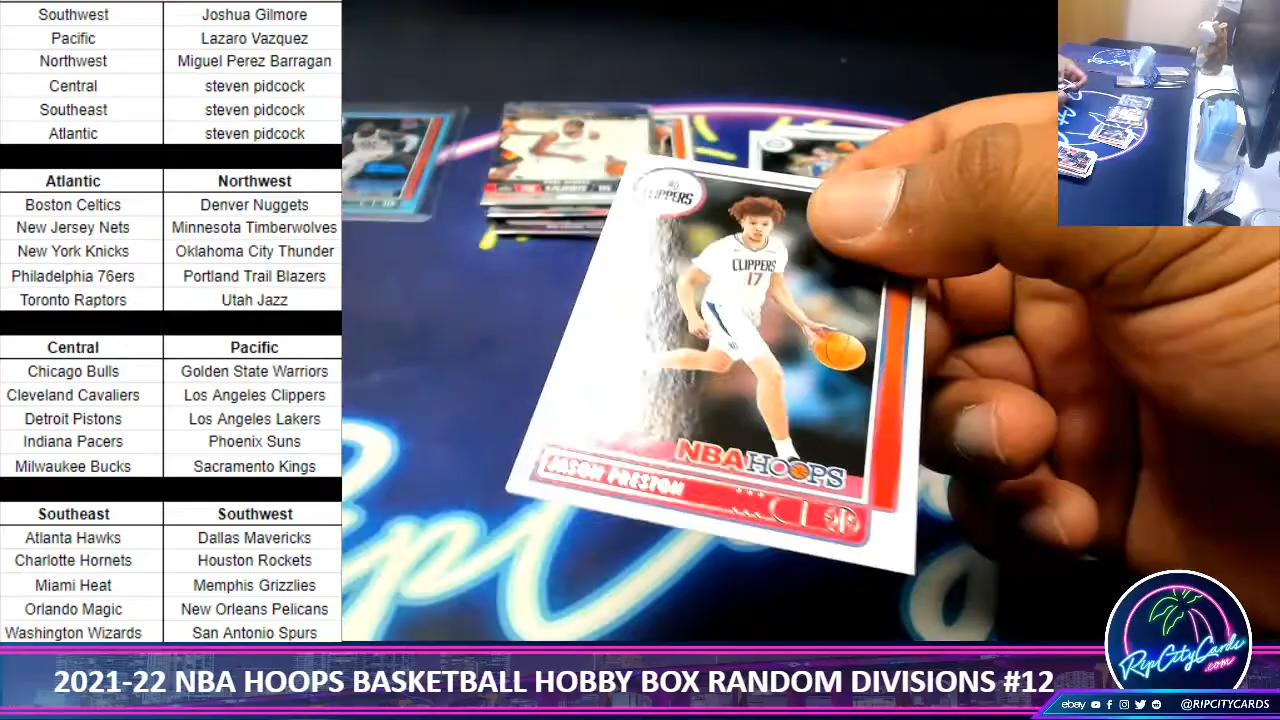 Southwest Joshua Gilmore
Pacific Lazaro Vazquez
Northwest Miguel Perez Barragan
Central steven pidcock
Southeast steven pidcock
Atlantic steven pidcock
Atlantic Northwest
Boston Celtics Denver Nuggets
New Jersey Nets Minnesota Timberwolves
New York Knicks Oklahoma City Thunder
Philadelphia 76ers Portland Trail Blazers
Toronto Raptors Utah Jazz
Central Pacific
Chicago Bulls Golden State Warriors
Cleveland Cavaliers Los Angeles Clippers
Detroit Pistons Los Angeles Lakers
Indiana Pacers Phoenix Suns
Milwaukee Bucks Sacramento Kings
Southeast Southwest
Atlanta Hawks Dallas Mavericks
Charlotte Hornets Houston Rockets
Miami Heat Memphis Grizzlies
Orlando Magic New Orleans Pelicans
Washington Wizards San Antonio Spurs
CLIPPERS
CLIPPERS
17
NBA HOOPS
JASON PRESTON
RipCityCards
.com
2021-22 NBA HOOPS BASKETBALL HOBBY BOX RANDOM DIVISIONS #12
ebay @RIPCITYCARDS